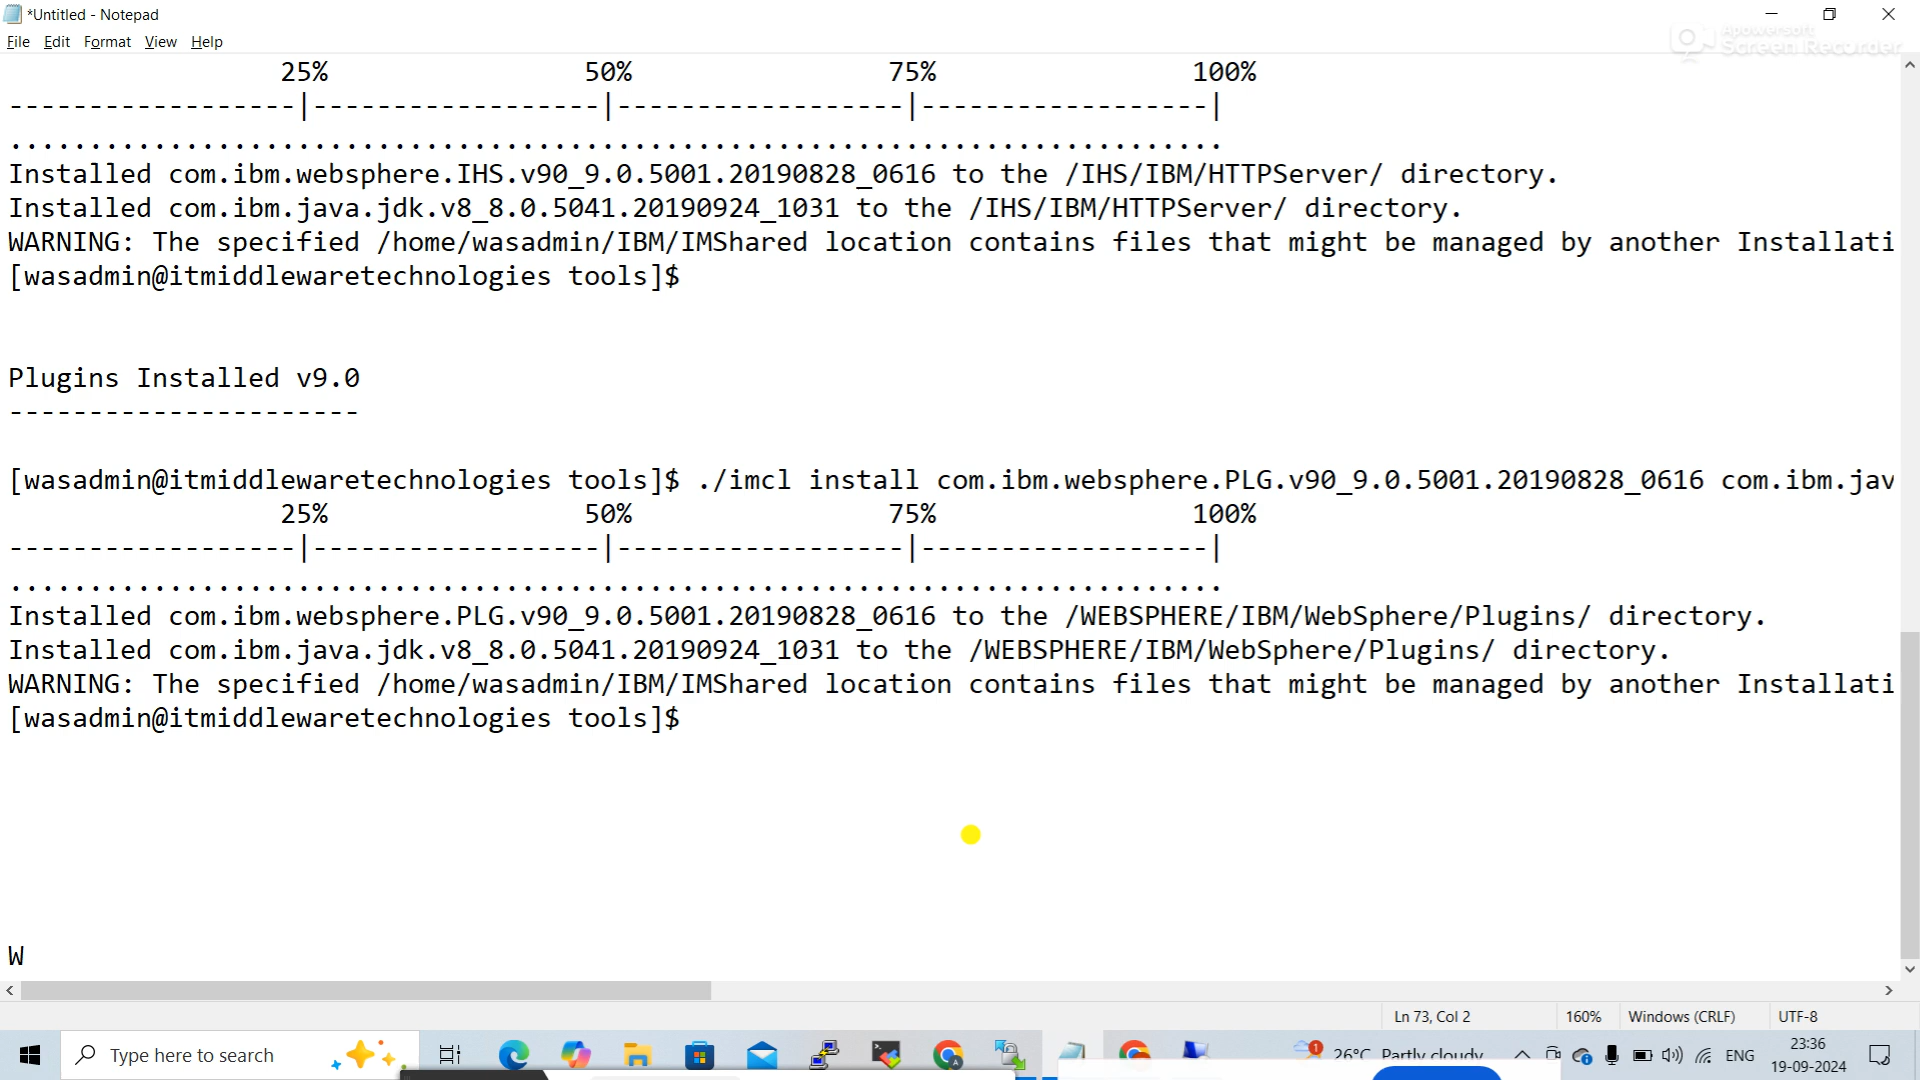 *Untitled - Notepad
File Edit Format View Help
Apowersoft
Screen Recorder
25% 50% 75% 100%
------------------|------------------|------------------|------------------|
............................................................................
Installed com.ibm.websphere.IHS.v90_9.0.5001.20190828_0616 to the /IHS/IBM/HTTPServer/ directory.
Installed com.ibm.java.jdk.v8_8.0.5041.20190924_1031 to the /IHS/IBM/HTTPServer/ directory.
WARNING: The specified /home/wasadmin/IBM/IMShared location contains files that might be managed by another Installati
[wasadmin@itmiddlewaretechnologies tools]$
Plugins Installed v9.0
----------------------
[wasadmin@itmiddlewaretechnologies tools]$ ./imcl install com.ibm.websphere.PLG.v90_9.0.5001.20190828_0616 com.ibm.jav
25% 50% 75% 100%
------------------|------------------|------------------|------------------|
............................................................................
Installed com.ibm.websphere.PLG.v90_9.0.5001.20190828_0616 to the /WEBSPHERE/IBM/WebSphere/Plugins/ directory.
Installed com.ibm.java.jdk.v8_8.0.5041.20190924_1031 to the /WEBSPHERE/IBM/WebSphere/Plugins/ directory.
WARNING: The specified /home/wasadmin/IBM/IMShared location contains files that might be managed by another Installati
[wasadmin@itmiddlewaretechnologies tools]$
W
Ln 73, Col 2 160% Windows (CRLF) UTF-8
Type here to search
1 26°C Partly cloudy ENG
23:36
19-09-2024